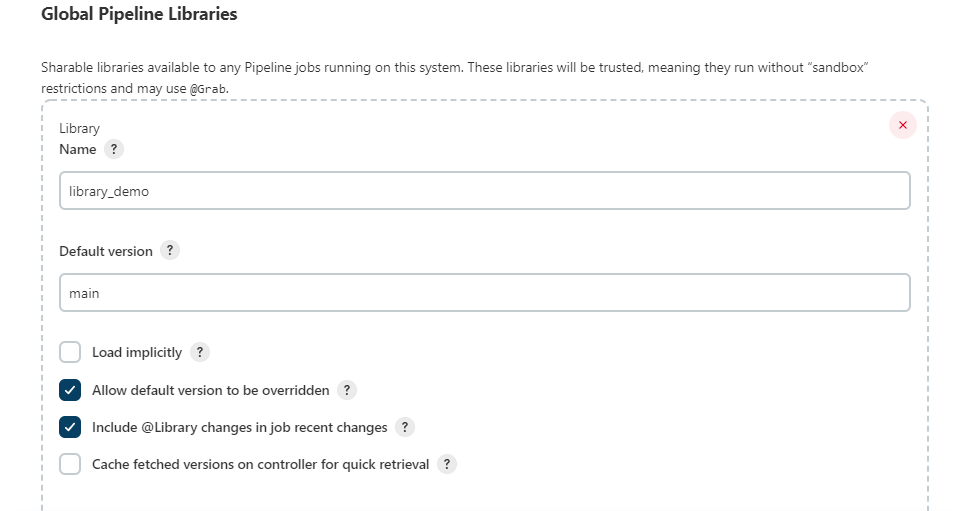 Global Pipeline Libraries
Sharable libraries available to any Pipeline jobs running on this system. These libraries will be trusted, meaning they run without “sandbox”
restrictions and may use @Grab.
Library
Name ?
library_demo
Default version ?
main
Load implicitly ?
Allow default version to be overridden ?
Include @Library changes in job recent changes ?
Cache fetched versions on controller for quick retrieval ?